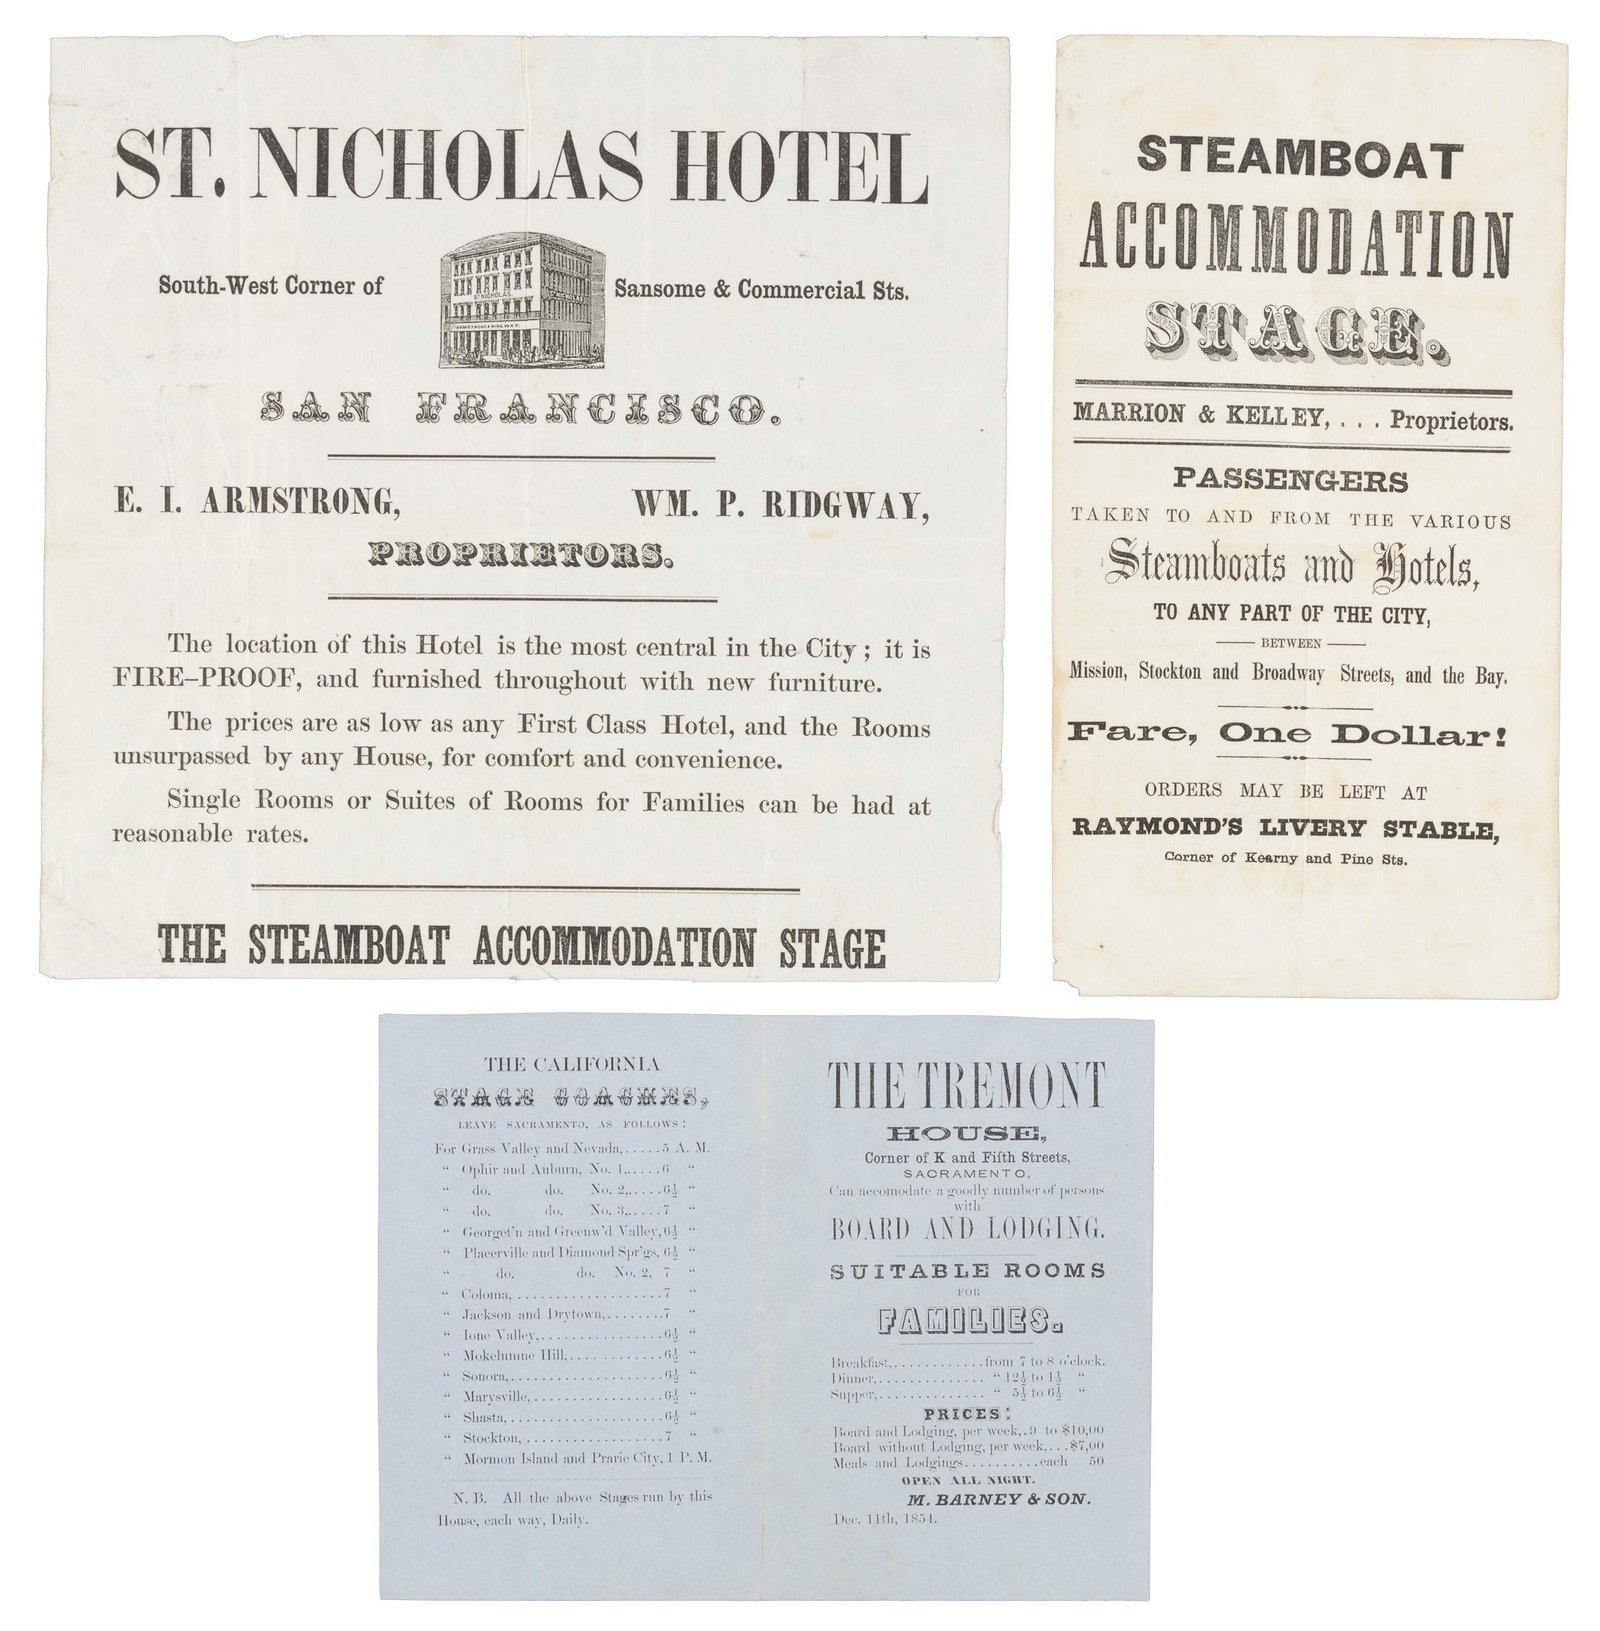 ST. NICHOLAS HOTEL
South-West Corner of
Sansome & Commercial Sts.
ST NICHOLAS.
ARMSTRONG & RIDGWAY.
SAN FRANCISCO.
E. I. ARMSTRONG,
WM. P. RIDGWAY,
PROPRIETORS.
The location of this Hotel is the most central in the City; it is
FIRE-PROOF, and furnished throughout with new furniture.
The prices are as low as any First Class Hotel, and the Rooms
unsurpassed by any House, for comfort and convenience.
Single Rooms or Suites of Rooms for Families can be had at
reasonable rates.
THE STEAMBOAT ACCOMMODATION STAGE
STEAMBOAT
ACCOMMODATION
STAGE.
MARRION & KELLEY, . . . Proprietors.
PASSENGERS
TAKEN TO AND FROM THE VARIOUS
Steamboats and Hotels,
TO ANY PART OF THE CITY,
BETWEEN
Mission, Stockton and Broadway Streets, and the Bay.
Fare, One Dollar!
ORDERS MAY BE LEFT AT
RAYMOND'S LIVERY STABLE,
Corner of Kearny and Pine Sts.
THE CALIFORNIA
STAGE COACHES,
LEAVE SACRAMENTO, AS FOLLOWS:
For Grass Valley and Nevada,.....5 A. M.
" Ophir and Auburn, No. 1,....6 "
" do. do. No. 2,....6½ "
" do. do. No. 3,....7 "
" Georget'n and Greenw'd Valley, 6½ "
" Placerville and Diamond Spr'gs, 6½ "
" do. do. No. 2, 7 "
" Coloma,...................7 "
" Jackson and Drytown,........7 "
" Ione Valley,................6½ "
" Mokelumne Hill,............6½ "
" Sonora,....................6½ "
" Marysville,.................6½ "
" Shasta,....................6½ "
" Stockton,..................7 "
" Mormon Island and Prarie City, 1 P. M.
N. B. All the above Stages run by this
House, each way, Daily.
THE TREMONT
HOUSE,
Corner of K and Fifth Streets,
SACRAMENTO,
Can accomodate a goodly number of persons
with
BOARD AND LODGING.
SUITABLE ROOMS
FOR
FAMILIES.
Breakfast,............from 7 to 8 o'clock.
Dinner,.............. " 12½ to 1½ "
Supper,.............. " 5½ to 6½ "
PRICES:
Board and Lodging, per week,. 9 to $10,00
Board without Lodging, per week,...$7,00
Meals and Lodgings..........each 50
OPEN ALL NIGHT.
M. BARNEY & SON.
Dec. 11th, 1854.